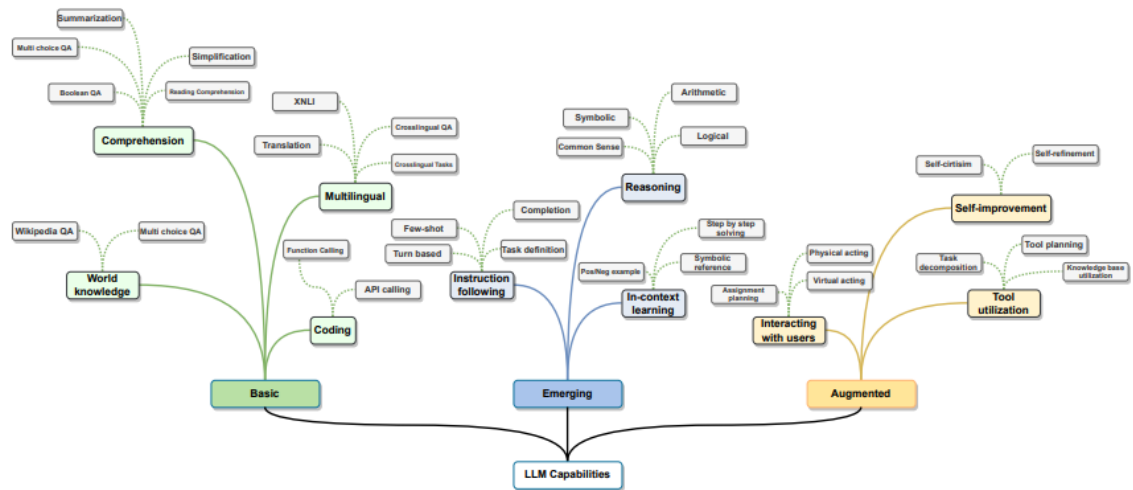 Summarization
Multi choice QA
Simplification
Boolean QA
Reading Comprehension
Comprehension
XNLI
Crosslingual QA
Translation
Crosslingual Tasks
Multilingual
Wikipedia QA
Multi choice QA
World
knowledge
Function Calling
API calling
Coding
Basic
Arithmetic
Symbolic
Logical
Common Sense
Reasoning
Completion
Few-shot
Turn based
Task definition
Instruction
following
Step by step
solving
Symbolic
reference
Pos/Neg example
In-context
learning
Emerging
Self-cirtisim
Self-refinement
Self-improvement
Physical acting
Virtual acting
Assignment
planning
Interacting
with users
Tool planning
Task
decomposition
Knowledge base
utilization
Tool
utilization
Augmented
LLM Capabilities